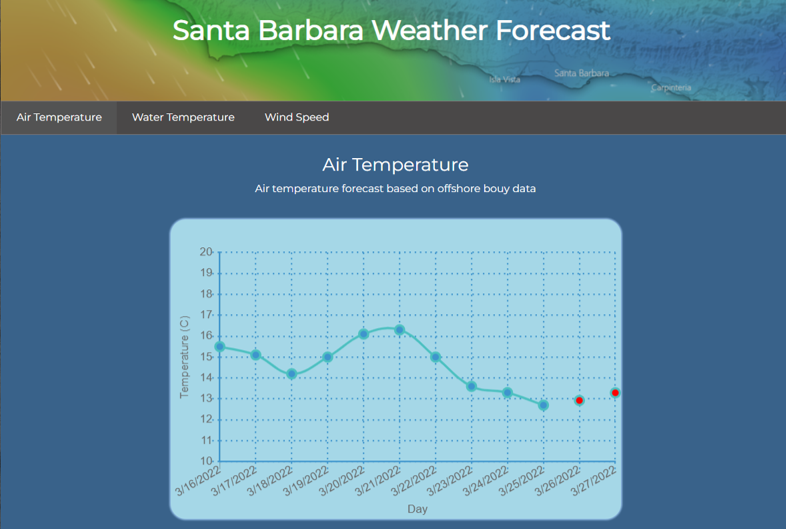 Santa Barbara Weather Forecast
Isla Vista
Santa Barbara
Carpinteria
Air Temperature
Water Temperature
Wind Speed
Air Temperature
Air temperature forecast based on offshore bouy data
Temperature (C)
20
19
18
17
16
15
14
13
12
11
10
3/16/2022
3/17/2022
3/18/2022
3/19/2022
3/20/2022
3/21/2022
3/22/2022
3/23/2022
3/24/2022
3/25/2022
3/26/2022
3/27/2022
Day